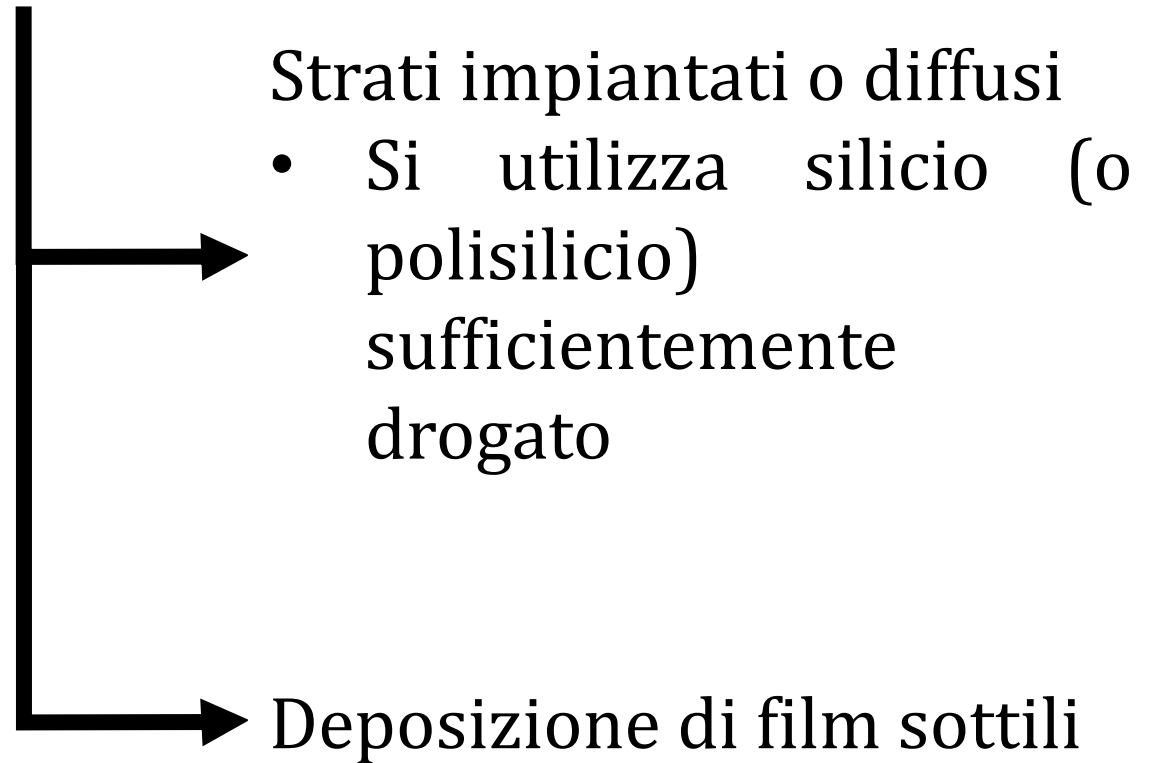 Strati impiantati o diffusi
• Si utilizza silicio (o
polisilicio)
sufficientemente
drogato
Deposizione di film sottili